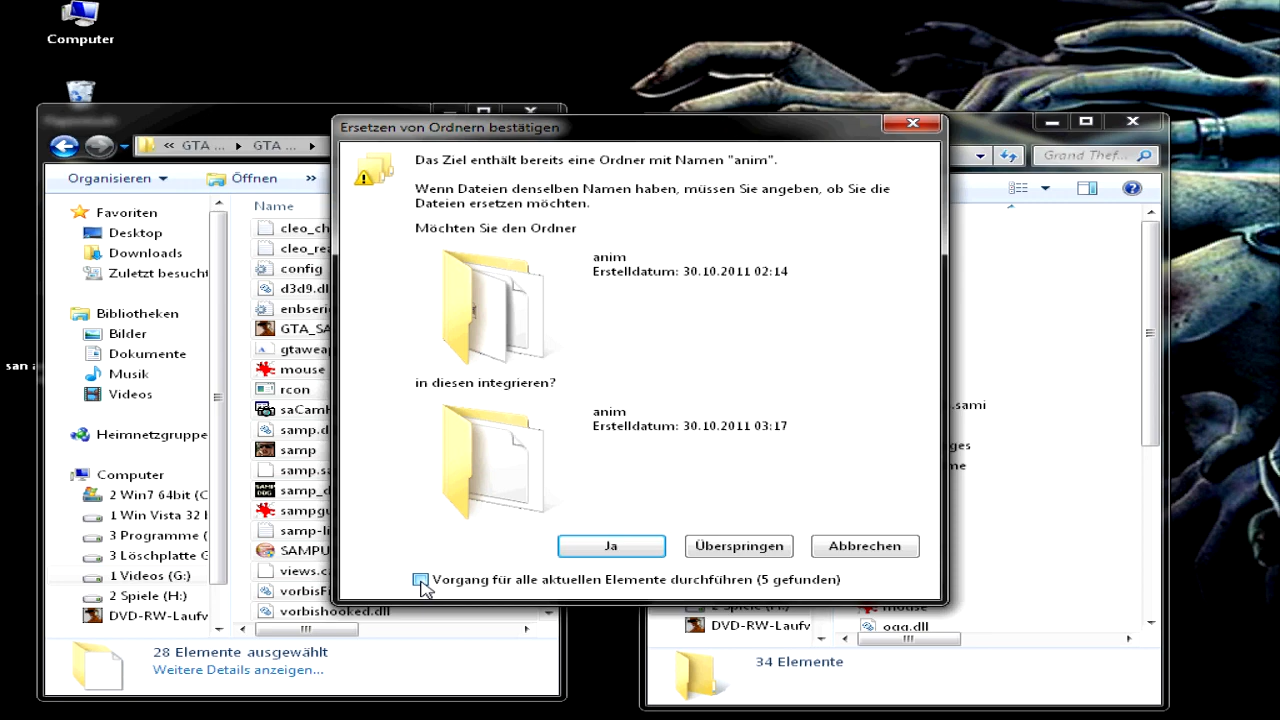 Computer
Ersetzen von Ordnern bestätigen
Das Ziel enthält bereits eine Ordner mit Namen "anim".
Wenn Dateien denselben Namen haben, müssen Sie angeben, ob Sie die
Dateien ersetzen möchten.
Möchten Sie den Ordner
anim
Erstelldatum: 30.10.2011 02:14
in diesen integrieren?
anim
Erstelldatum: 30.10.2011 03:17
Ja
Überspringen
Abbrechen
Vorgang für alle aktuellen Elemente durchführen (5 gefunden)
« GTA ... GTA ...
Organisieren Öffnen »
Favoriten
Desktop
Downloads
Zuletzt besucht
Bibliotheken
Bilder
Dokumente
Musik
Videos
Heimnetzgruppe
Computer
2 Win7 64bit (C
1 Win Vista 32 
3 Programme (
3 Löschplatte G
1 Videos (G:)
2 Spiele (H:)
DVD-RW-Laufv
Name
cleo_ch
cleo_rea
config
d3d9.dl
enbseri
GTA_SA
gtaweap
mouse
rcon
saCamH
samp.d
samp
samp.sa
samp_d
sampgu
samp-li
SAMPU
views.c
vorbisF
vorbishooked.dll
28 Elemente ausgewählt
Weitere Details anzeigen...
san a
Grand Thef...
.sami
ges
me
2 Spiele (H:)
DVD-RW-Laufv
mouse
ogg.dll
34 Elemente